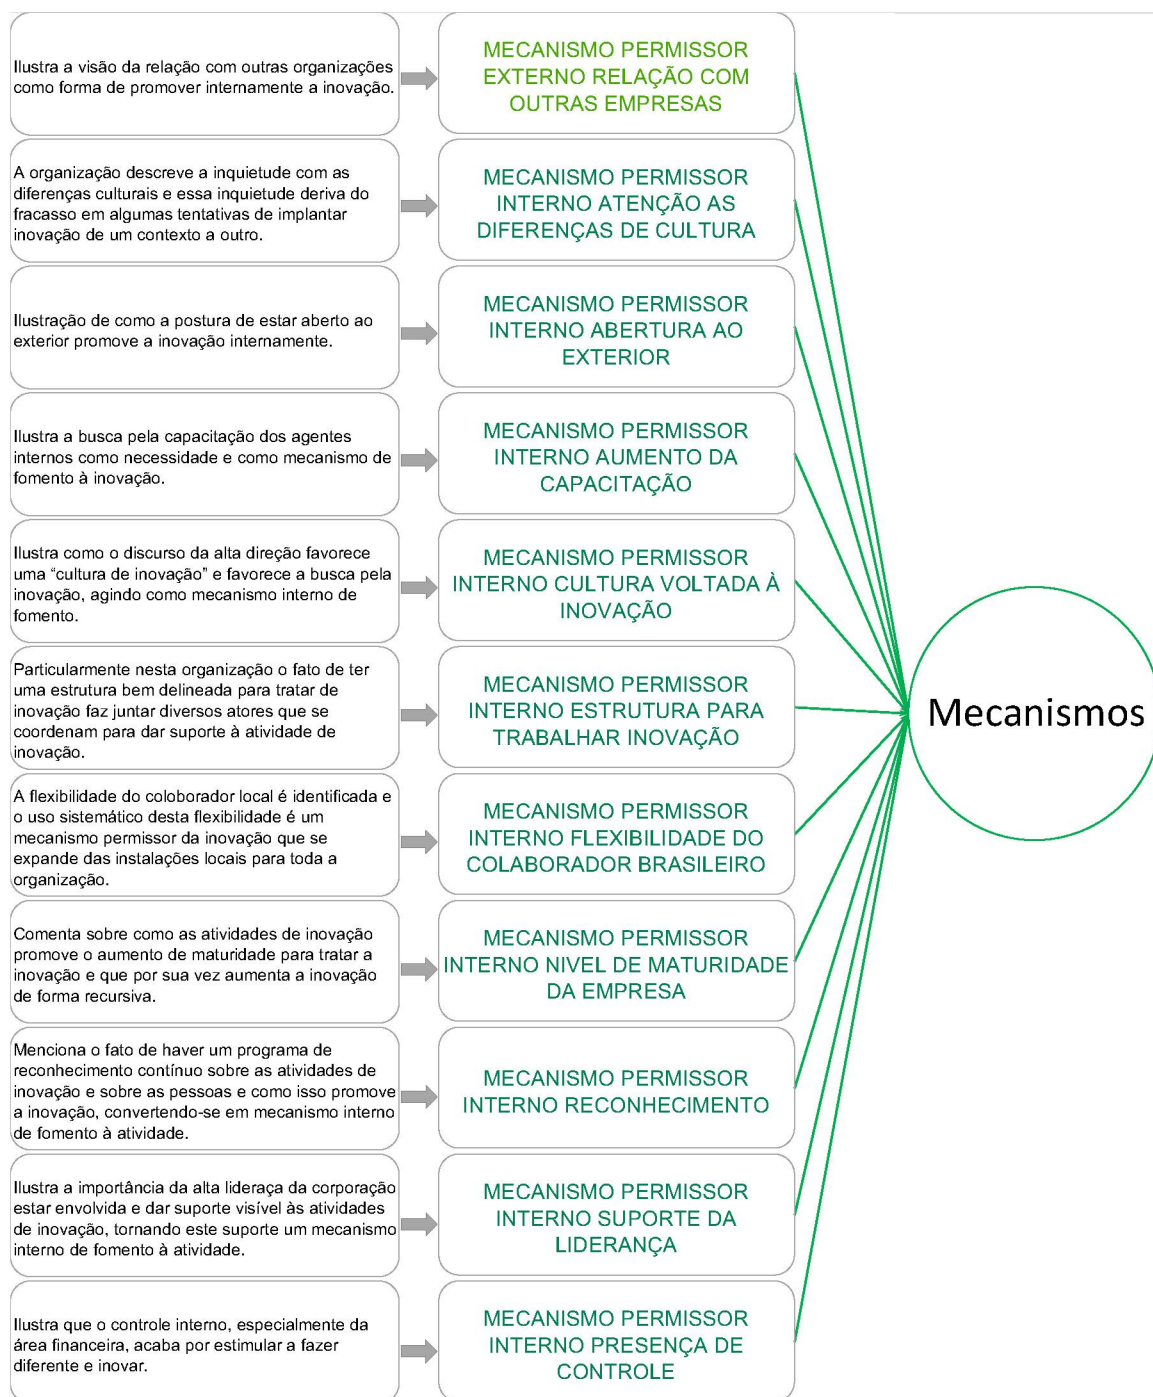 Ilustra a visão da relação com outras organizações
como forma de promover internamente a inovação.
MECANISMO PERMISSOR
EXTERNO RELAÇÃO COM
OUTRAS EMPRESAS
A organização descreve a inquietude com as
diferenças culturais e essa inquietude deriva do
fracasso em algumas tentativas de implantar
inovação de um contexto a outro.
MECANISMO PERMISSOR
INTERNO ATENÇÃO AS
DIFERENÇAS DE CULTURA
Ilustração de como a postura de estar aberto ao
exterior promove a inovação internamente.
MECANISMO PERMISSOR
INTERNO ABERTURA AO
EXTERIOR
Ilustra a busca pela capacitação dos agentes
internos como necessidade e como mecanismo de
fomento à inovação.
MECANISMO PERMISSOR
INTERNO AUMENTO DA
CAPACITAÇÃO
Ilustra como o discurso da alta direção favorece
uma “cultura de inovação” e favorece a busca pela
inovação, agindo como mecanismo interno de
fomento.
MECANISMO PERMISSOR
INTERNO CULTURA VOLTADA À
INOVAÇÃO
Particularmente nesta organização o fato de ter
uma estrutura bem delineada para tratar de
inovação faz juntar diversos atores que se
coordenam para dar suporte à atividade de
inovação.
MECANISMO PERMISSOR
INTERNO ESTRUTURA PARA
TRABALHAR INOVAÇÃO
Mecanismos
A flexibilidade do coloborador local é identificada e
o uso sistemático desta flexibilidade é um
mecanismo permissor da inovação que se
expande das instalações locais para toda a
organização.
MECANISMO PERMISSOR
INTERNO FLEXIBILIDADE DO
COLABORADOR BRASILEIRO
Comenta sobre como as atividades de inovação
promove o aumento de maturidade para tratar a
inovação e que por sua vez aumenta a inovação
de forma recursiva.
MECANISMO PERMISSOR
INTERNO NIVEL DE MATURIDADE
DA EMPRESA
Menciona o fato de haver um programa de
reconhecimento contínuo sobre as atividades de
inovação e sobre as pessoas e como isso promove
a inovação, convertendo-se em mecanismo interno
de fomento à atividade.
MECANISMO PERMISSOR
INTERNO RECONHECIMENTO
Ilustra a importância da alta lideraça da corporação
estar envolvida e dar suporte visível às atividades
de inovação, tornando este suporte um mecanismo
interno de fomento à atividade.
MECANISMO PERMISSOR
INTERNO SUPORTE DA
LIDERANÇA
Ilustra que o controle interno, especialmente da
área financeira, acaba por estimular a fazer
diferente e inovar.
MECANISMO PERMISSOR
INTERNO PRESENÇA DE
CONTROLE